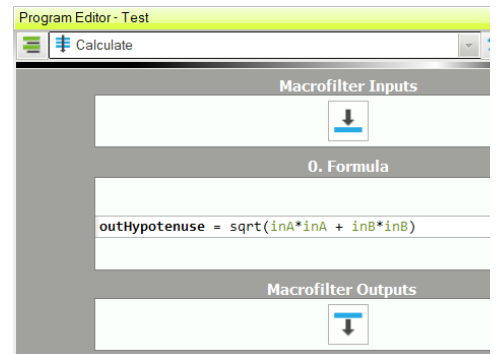 Program Editor - Test
Calculate
Macrofilter Inputs
0. Formula
outHypotenuse = sqrt(inA*inA + inB*inB)
Macrofilter Outputs